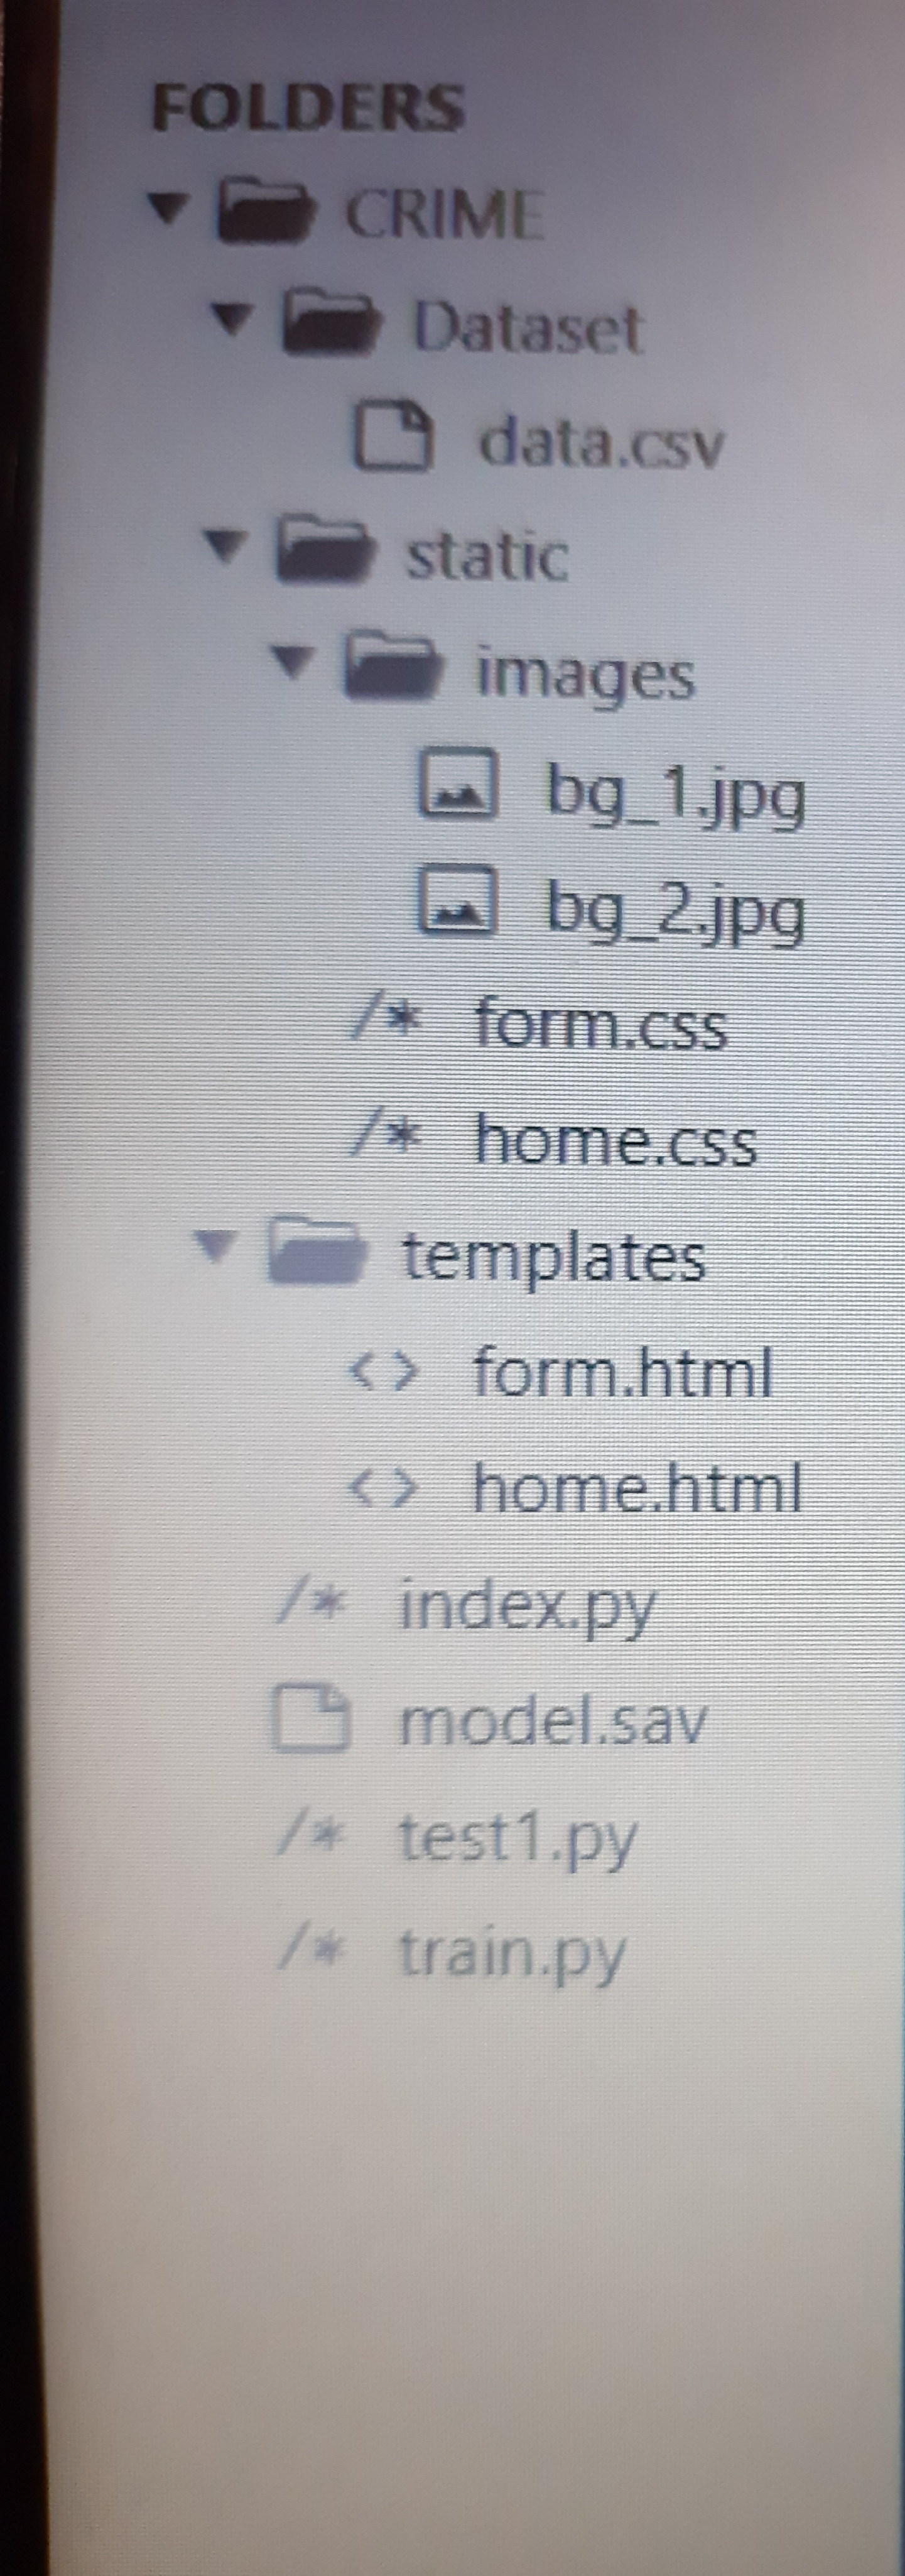 FOLDERS
CRIME
Dataset
data.csv
static
images
bg_1.jpg
bg_2.jpg
/* form.css
/* home.css
templates
<> form.html
<> home.html
/* index.py
model.sav
/* test1.py
/* train.py